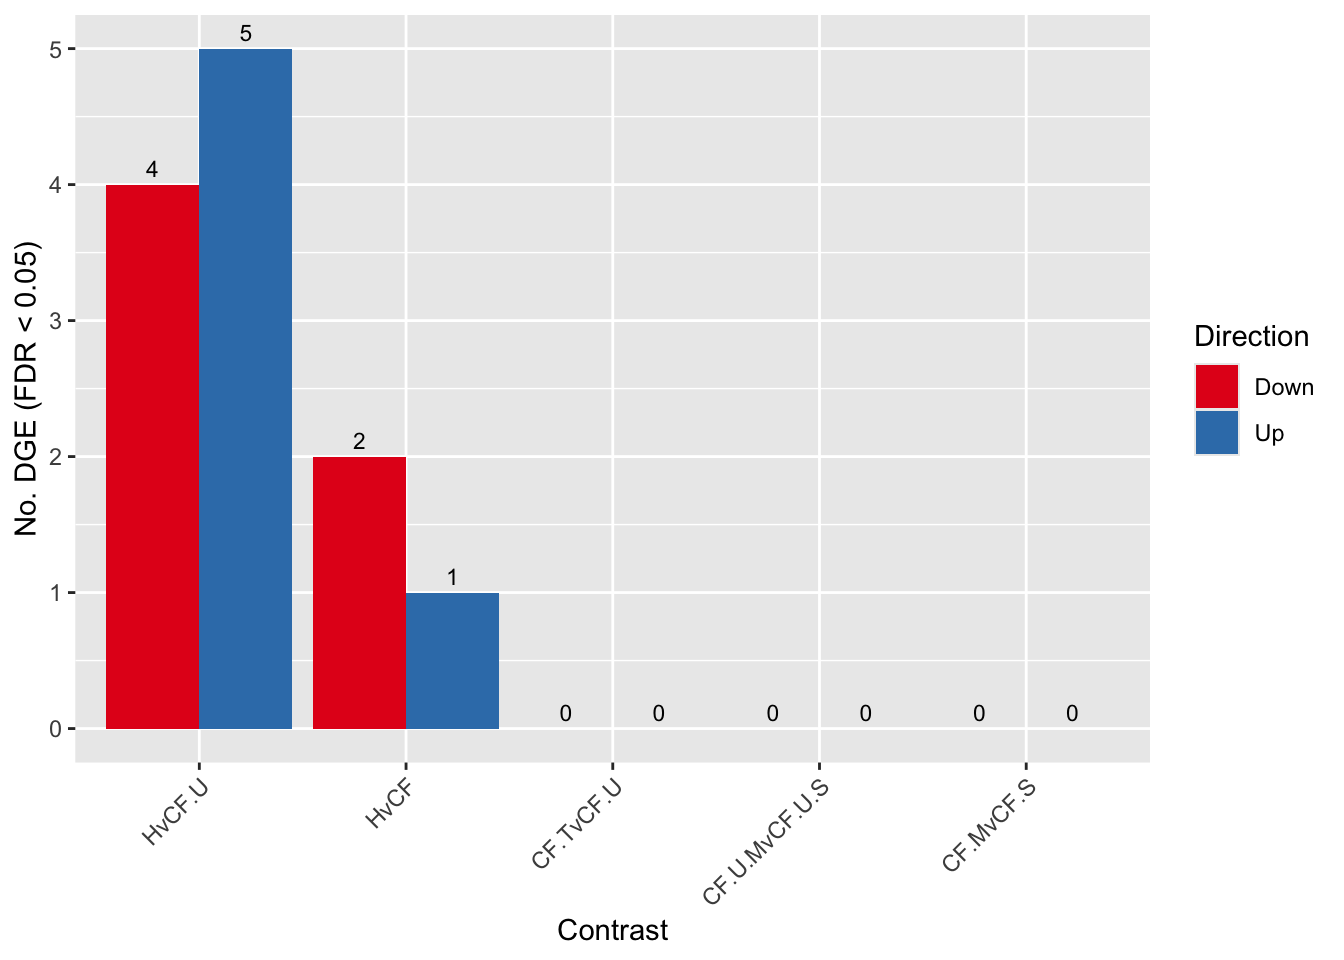 No. DGE (FDR < 0.05)
5
4
3
2
1
0
4
5
2
1
0
0
0
0
0
0
HvCF.U
HvCF
CF.TvCF.U
CF.U.MvCF.U.S
CF.MvCF.S
Contrast
Direction
Down
Up